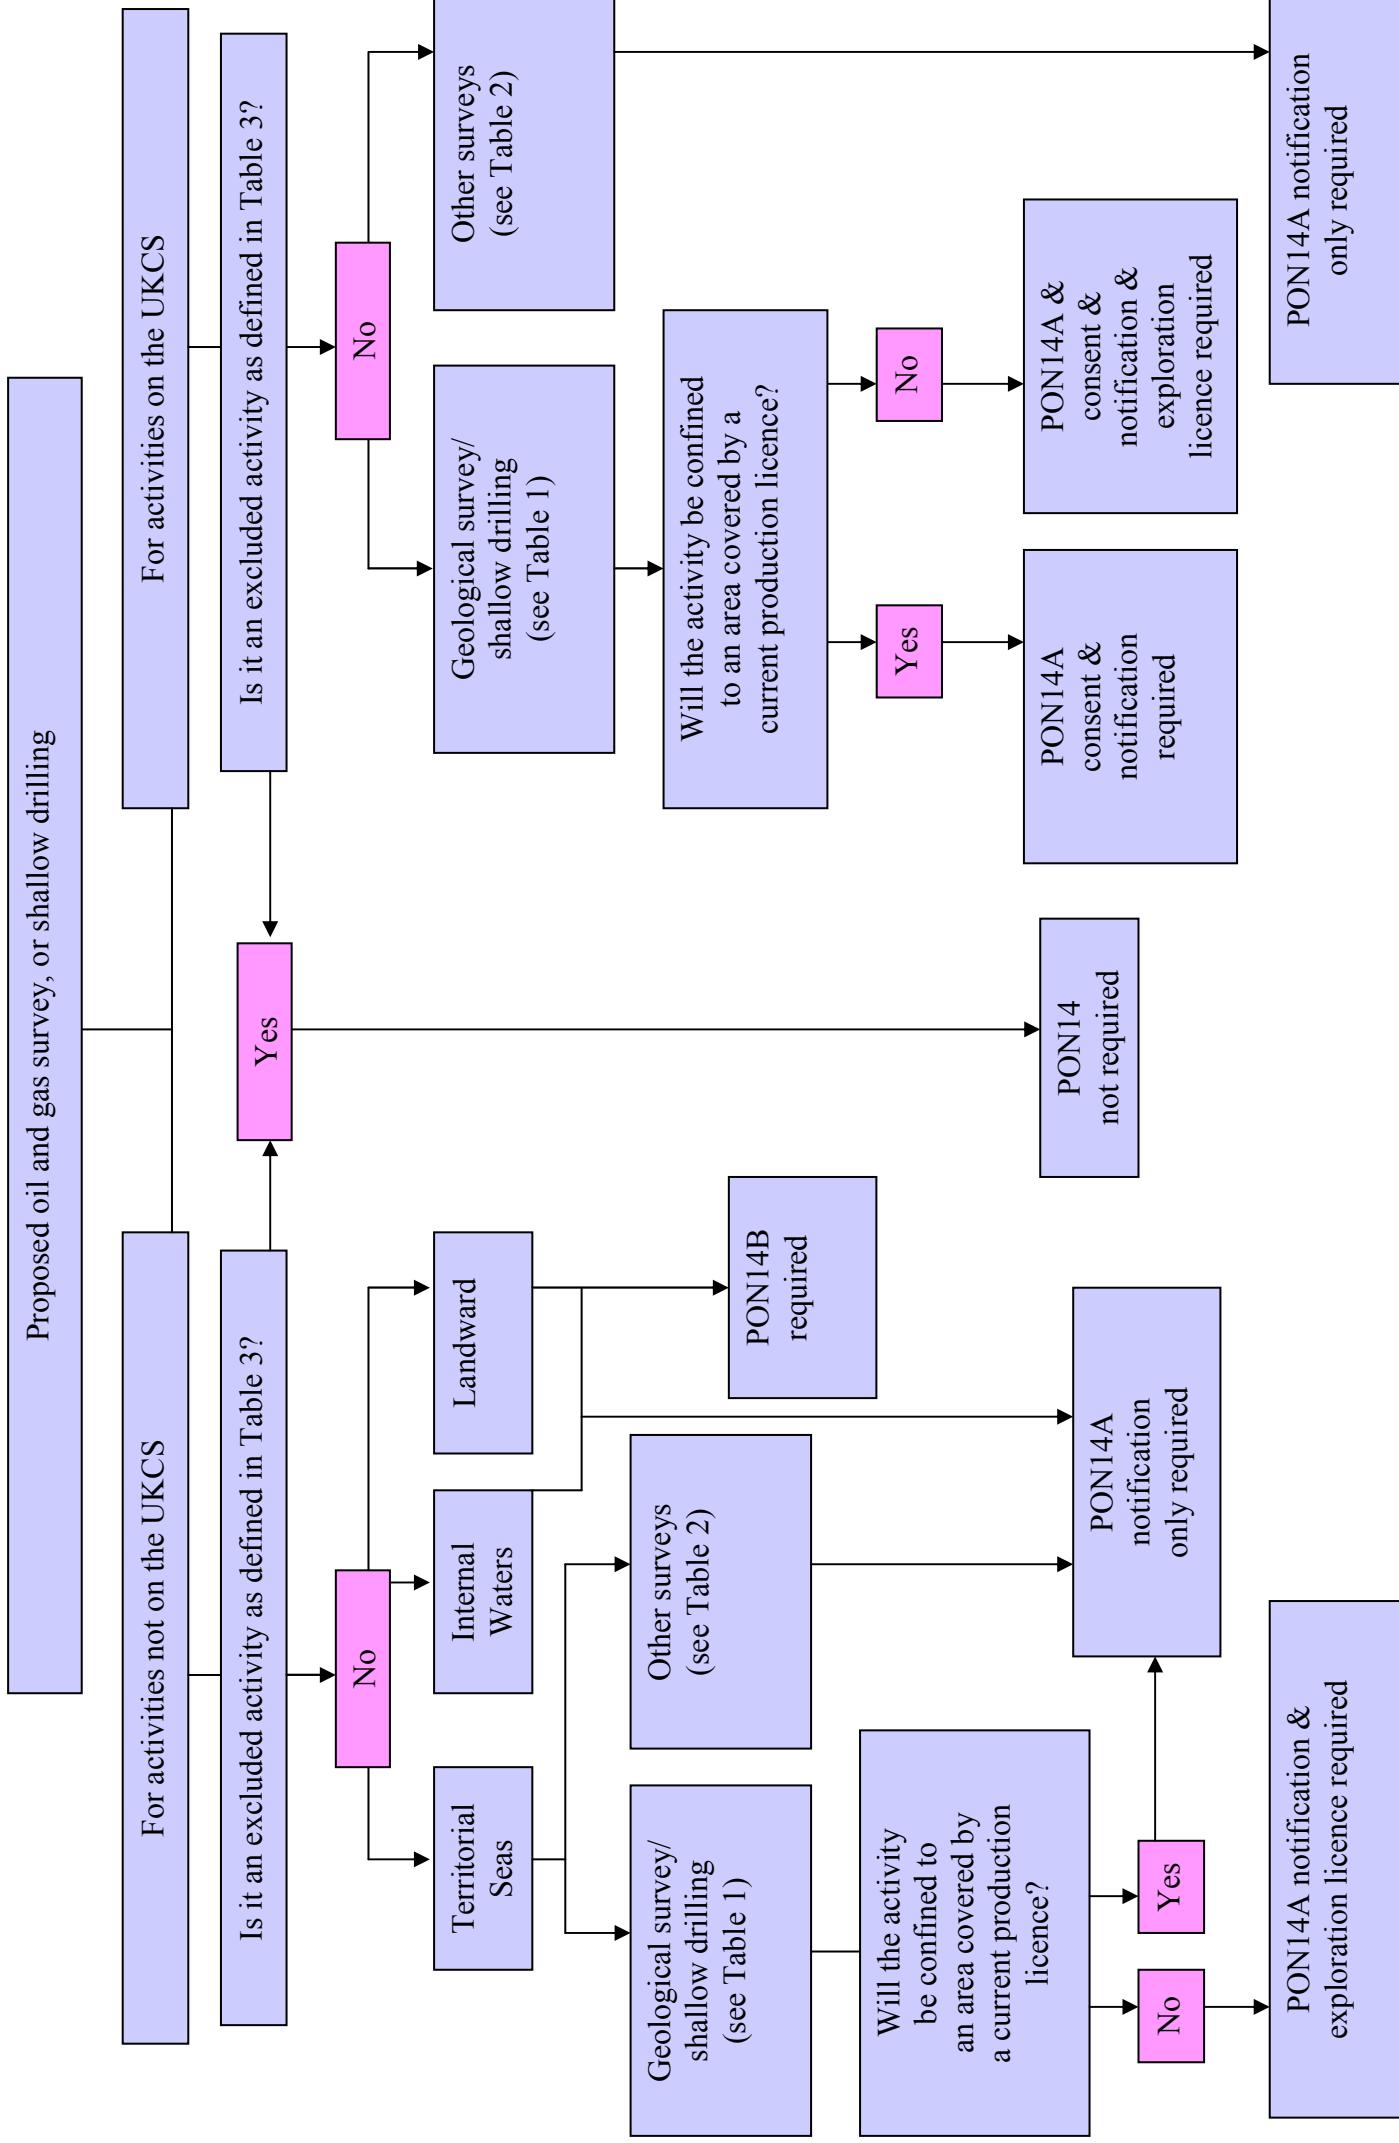 Proposed oil and gas survey, or shallow drilling
For activities not on the UKCS
For activities on the UKCS
Is it an excluded activity as defined in Table 3?
Is it an excluded activity as defined in Table 3?
Yes
No
No
Territorial
Seas
Internal
Waters
Landward
Geological survey/
shallow drilling
(see Table 1)
Other surveys
(see Table 2)
Geological survey/
shallow drilling
(see Table 1)
Other surveys
(see Table 2)
PON14B
required
Will the activity be confined
to an area covered by a
current production licence?
Will the activity
be confined to
an area covered by
a current production
licence?
Yes
No
PON14A
notification
only required
PON14
not required
PON14A
consent &
notification
required
PON14A &
consent &
notification &
exploration
licence required
No
Yes
PON14A notification &
exploration licence required
PON14A notification
only required